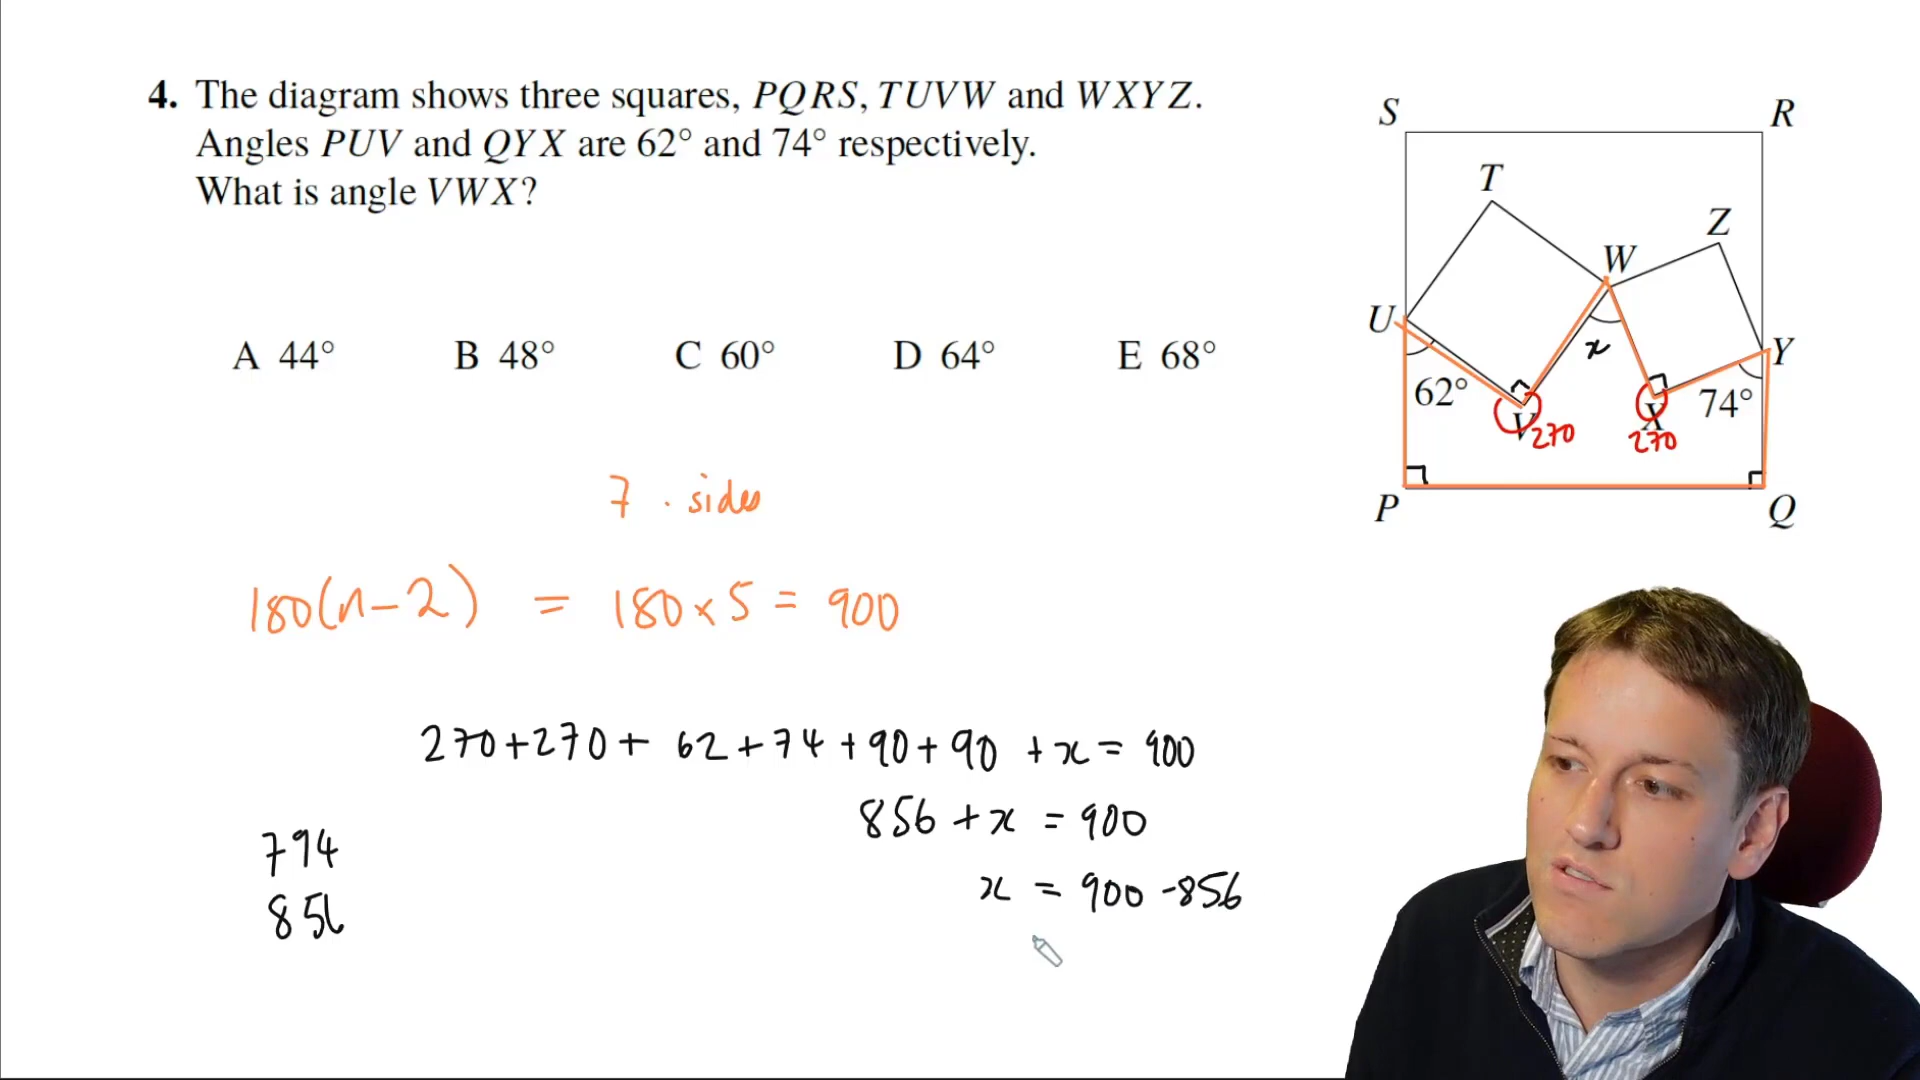 4. The diagram shows three squares, PQRS, TUVW and WXYZ.
Angles PUV and QYX are 62° and 74° respectively.
What is angle VWX?
A 44° B 48° C 60° D 64° E 68°
S
R
T
Z
W
U
Y
x
62°
V
X
74°
270
270
P
Q
7 . sides
180(n-2) = 180 × 5 = 900
270+270+ 62+74+90+90 +x = 900
856 + x = 900
x = 900 -856
794
856